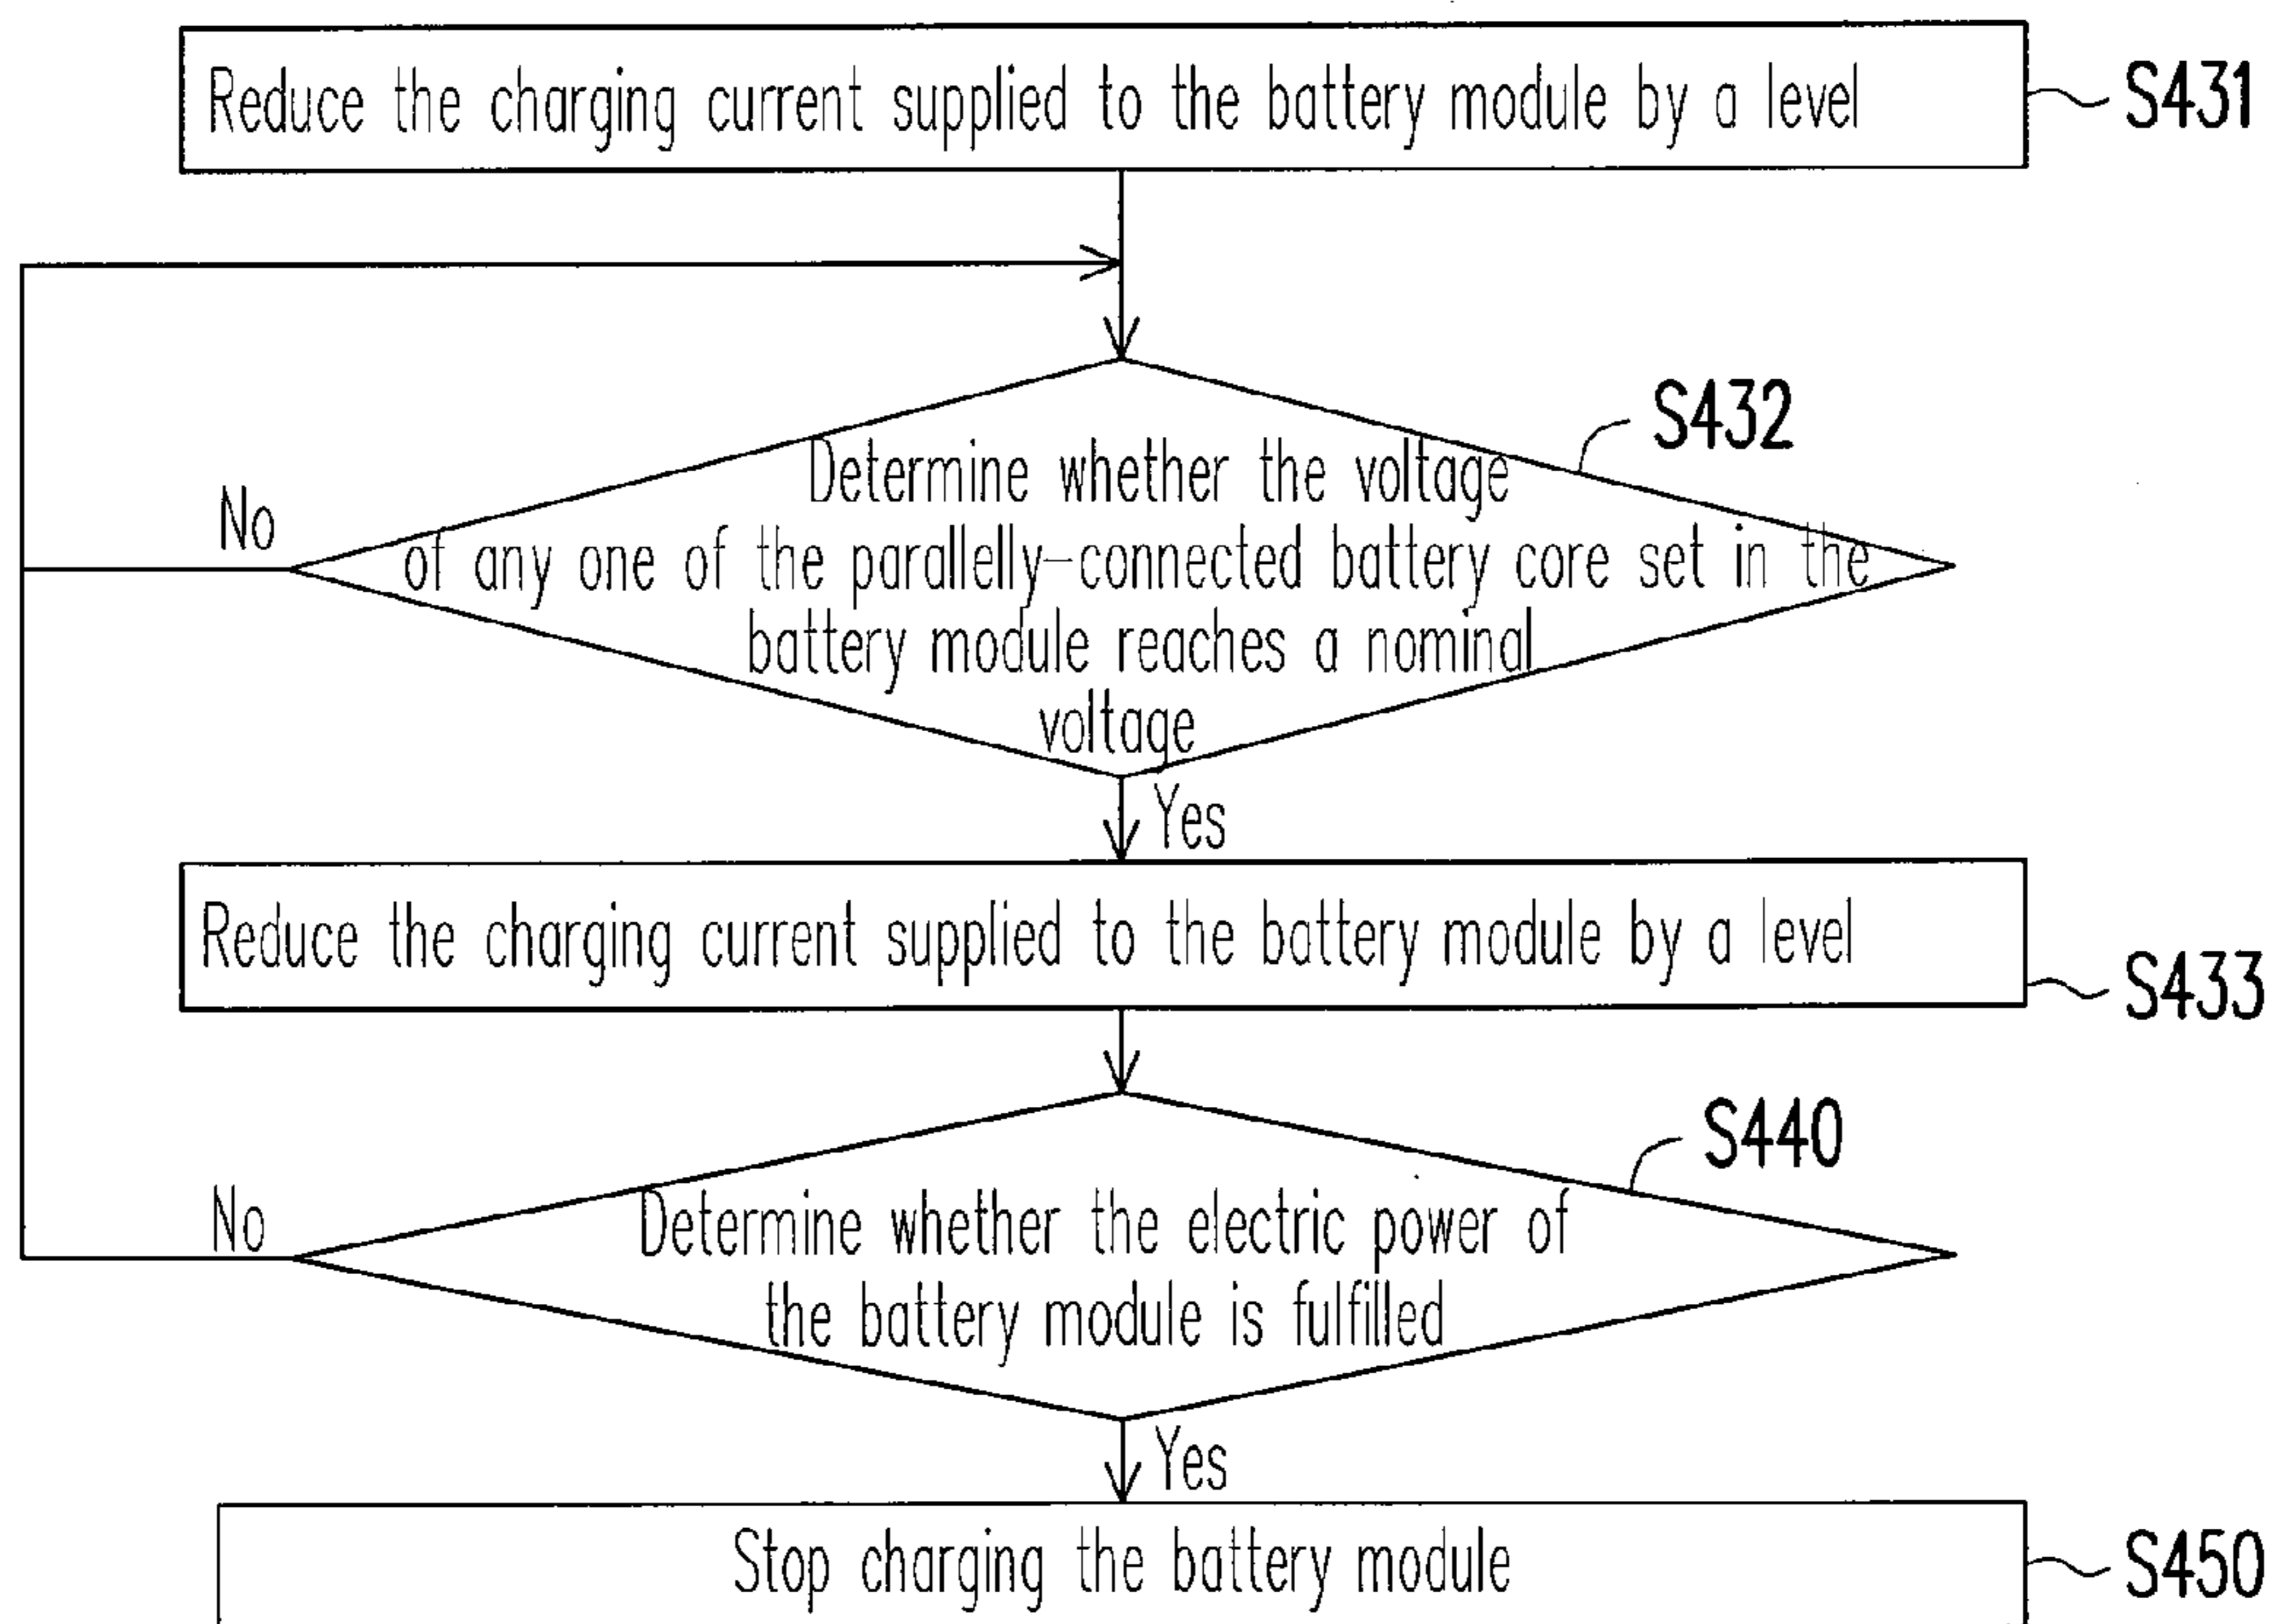 Reduce the charging current supplied to the battery module by a level
S431
S432
Determine whether the voltage
of any one of the parallelly-connected battery core set in the
battery module reaches a nominal
voltage
No
Yes
Reduce the charging current supplied to the battery module by a level
S433
S440
Determine whether the electric power of
the battery module is fulfilled
No
Yes
Stop charging the battery module
S450